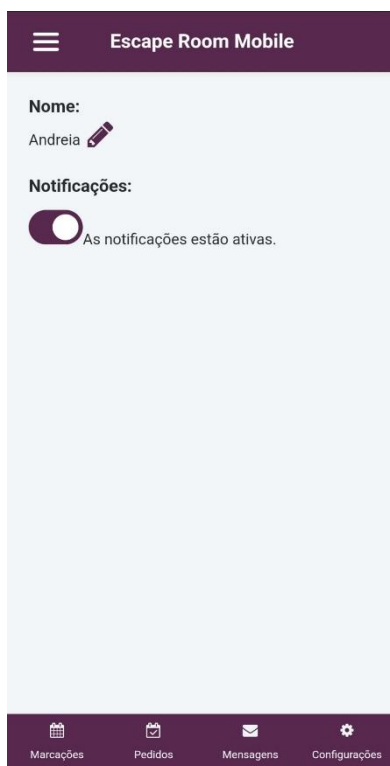 Escape Room Mobile
Nome:
Andreia
Notificações:
As notificações estão ativas.
Marcações Pedidos Mensagens Configurações